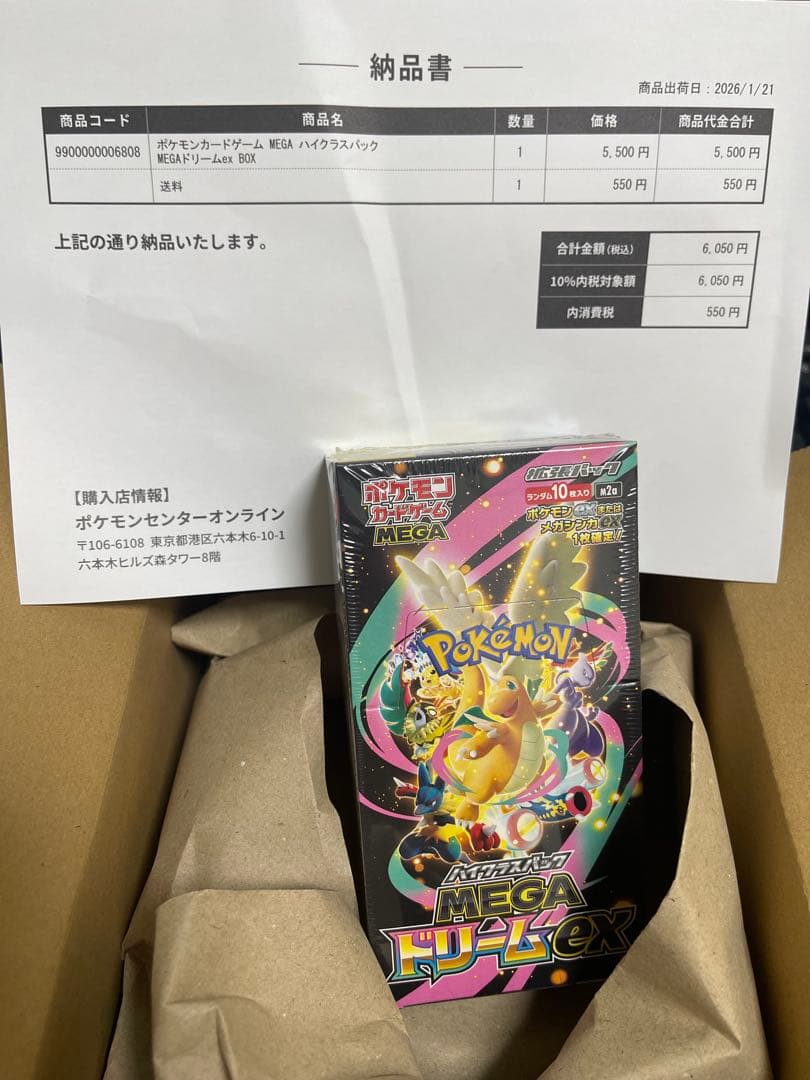 納品書
商品出荷日：2026/1/21
商品コード 商品名 数量 価格 商品代金合計
9900000006808 ポケモンカードゲーム MEGA ハイクラスパック 1 5,500 円 5,500 円
MEGAドリームex BOX
送料 1 550 円 550 円
上記の通り納品いたします。
合計金額(税込) 6,050 円
10%内税対象額 6,050 円
内消費税 550 円
【購入店情報】
ポケモンセンターオンライン
〒106-6108 東京都港区六本木6-10-1
六本木ヒルズ森タワー8階
ポケモン
カードゲーム
MEGA
拡張パック
ランダム10枚入り M2a
ポケモンexまたは
メガシンカex
1枚確定！
POKéMON
ハイクラスパック
MEGA
ドリームex